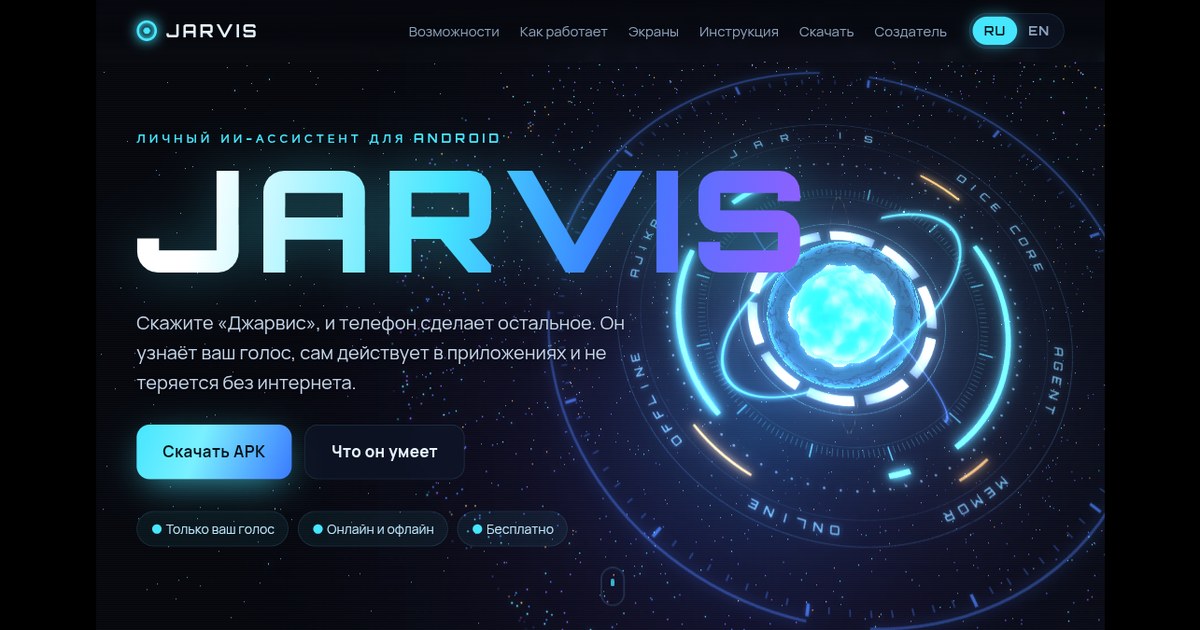 JARVIS
Возможности Как работает Экраны Инструкция Скачать Создатель RU EN
ЛИЧНЫЙ ИИ-АССИСТЕНТ ДЛЯ ANDROID
JARVIS
Скажите «Джарвис», и телефон сделает остальное. Он
узнаёт ваш голос, сам действует в приложениях и не
теряется без интернета.
Скачать APK Что он умеет
Только ваш голос Онлайн и офлайн Бесплатно
OICE CORE
AGENT
MEMOR
ONLINE
OFFLINE